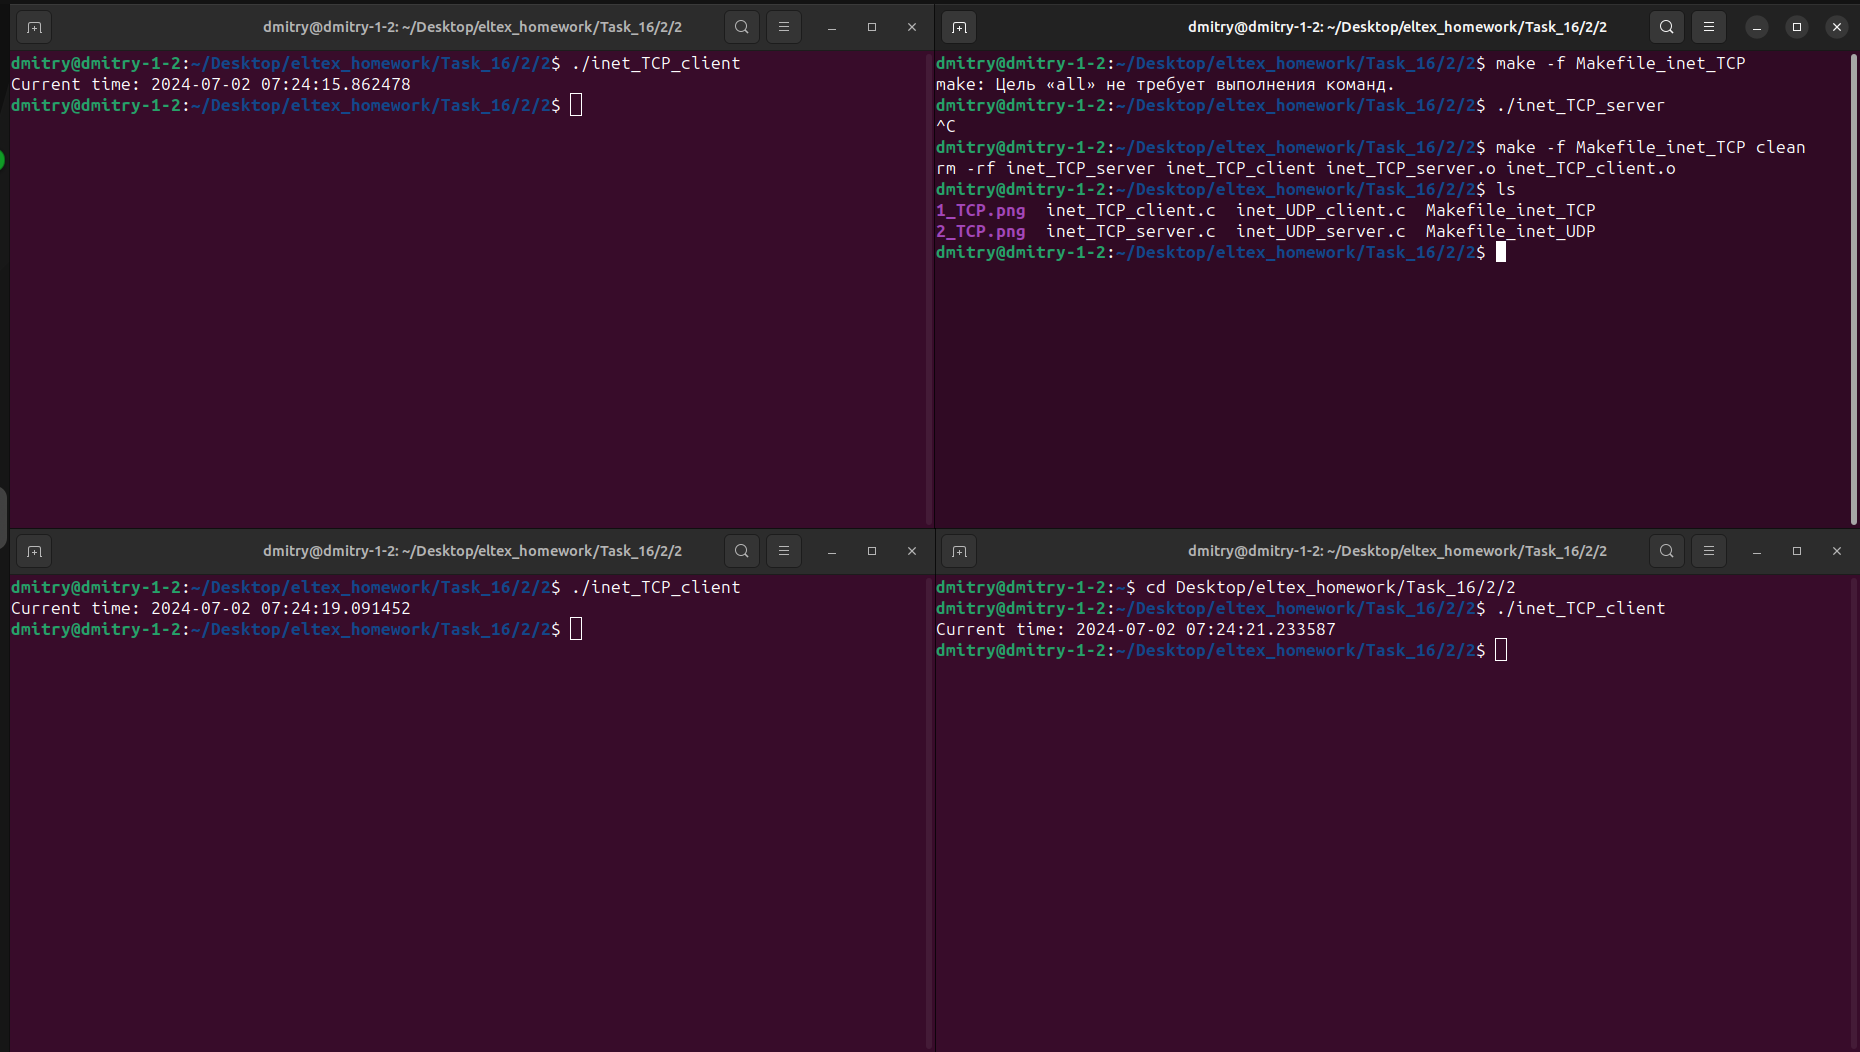 dmitry@dmitry-1-2: ~/Desktop/eltex_homework/Task_16/2/2
dmitry@dmitry-1-2:~/Desktop/eltex_homework/Task_16/2/2$ ./inet_TCP_client
Current time: 2024-07-02 07:24:15.862478
dmitry@dmitry-1-2:~/Desktop/eltex_homework/Task_16/2/2$
dmitry@dmitry-1-2: ~/Desktop/eltex_homework/Task_16/2/2
dmitry@dmitry-1-2:~/Desktop/eltex_homework/Task_16/2/2$ make -f Makefile_inet_TCP
make: Цель «all» не требует выполнения команд.
dmitry@dmitry-1-2:~/Desktop/eltex_homework/Task_16/2/2$ ./inet_TCP_server
^C
dmitry@dmitry-1-2:~/Desktop/eltex_homework/Task_16/2/2$ make -f Makefile_inet_TCP clean
rm -rf inet_TCP_server inet_TCP_client inet_TCP_server.o inet_TCP_client.o
dmitry@dmitry-1-2:~/Desktop/eltex_homework/Task_16/2/2$ ls
1_TCP.png  inet_TCP_client.c  inet_UDP_client.c  Makefile_inet_TCP
2_TCP.png  inet_TCP_server.c  inet_UDP_server.c  Makefile_inet_UDP
dmitry@dmitry-1-2:~/Desktop/eltex_homework/Task_16/2/2$
dmitry@dmitry-1-2: ~/Desktop/eltex_homework/Task_16/2/2
dmitry@dmitry-1-2:~/Desktop/eltex_homework/Task_16/2/2$ ./inet_TCP_client
Current time: 2024-07-02 07:24:19.091452
dmitry@dmitry-1-2:~/Desktop/eltex_homework/Task_16/2/2$
dmitry@dmitry-1-2: ~/Desktop/eltex_homework/Task_16/2/2
dmitry@dmitry-1-2:~$ cd Desktop/eltex_homework/Task_16/2/2
dmitry@dmitry-1-2:~/Desktop/eltex_homework/Task_16/2/2$ ./inet_TCP_client
Current time: 2024-07-02 07:24:21.233587
dmitry@dmitry-1-2:~/Desktop/eltex_homework/Task_16/2/2$